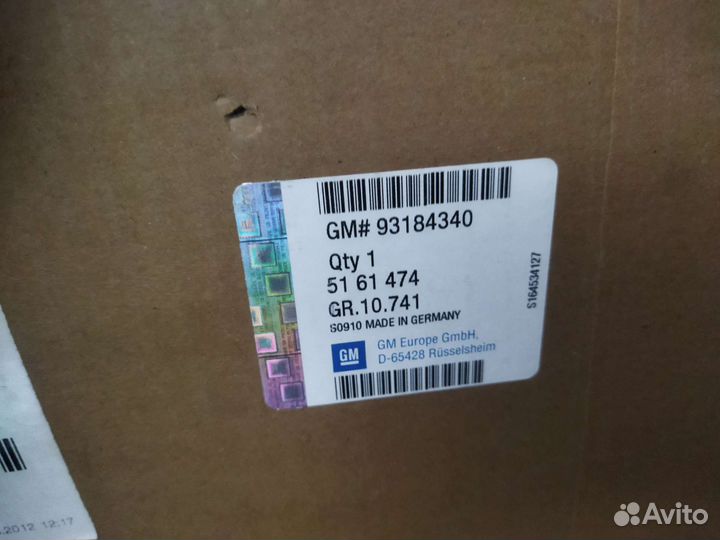 GM# 93184340
Qty 1
51 61 474
GR.10.741
S0910 MADE IN GERMANY
GM
GM Europe GmbH,
D-65428 Rüsselsheim
S164534127
.2012 12:17
Avito